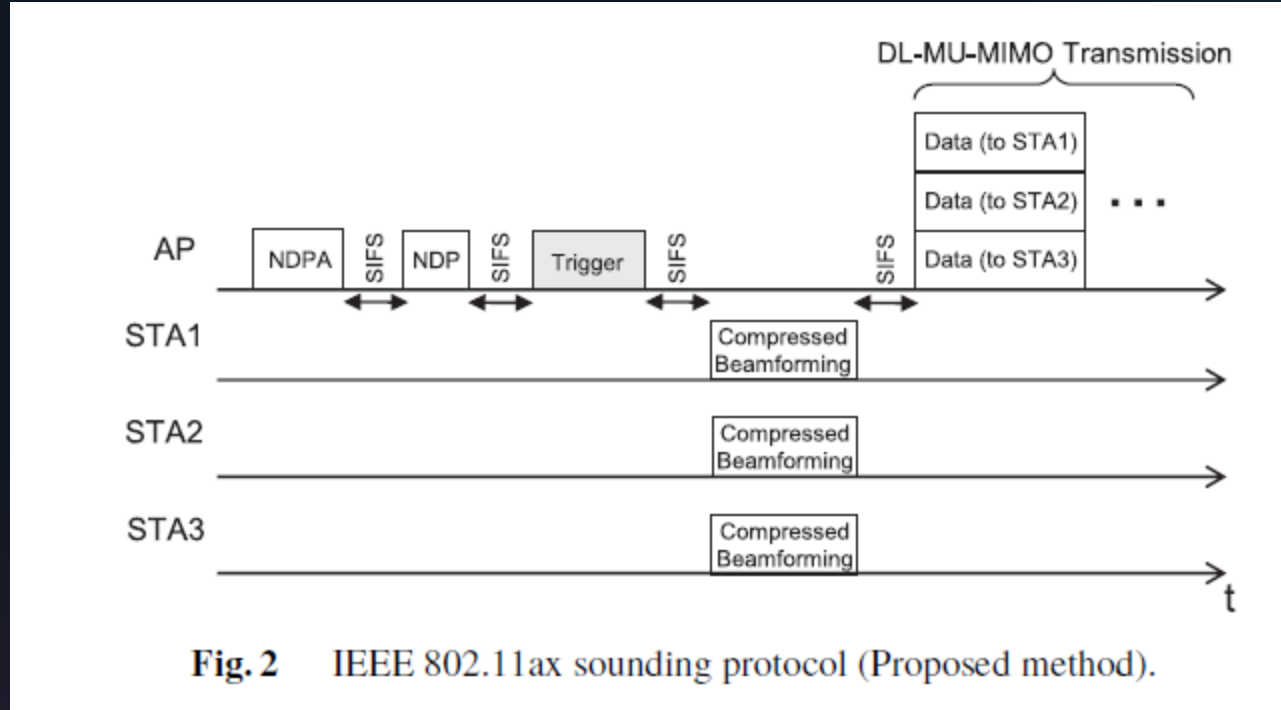 DL-MU-MIMO Transmission
Data (to STA1)
Data (to STA2)
...
AP
NDPA
SIFS
NDP
SIFS
Trigger
SIFS
SIFS
Data (to STA3)
STA1
Compressed
Beamforming
STA2
Compressed
Beamforming
STA3
Compressed
Beamforming
t
Fig. 2 IEEE 802.11ax sounding protocol (Proposed method).